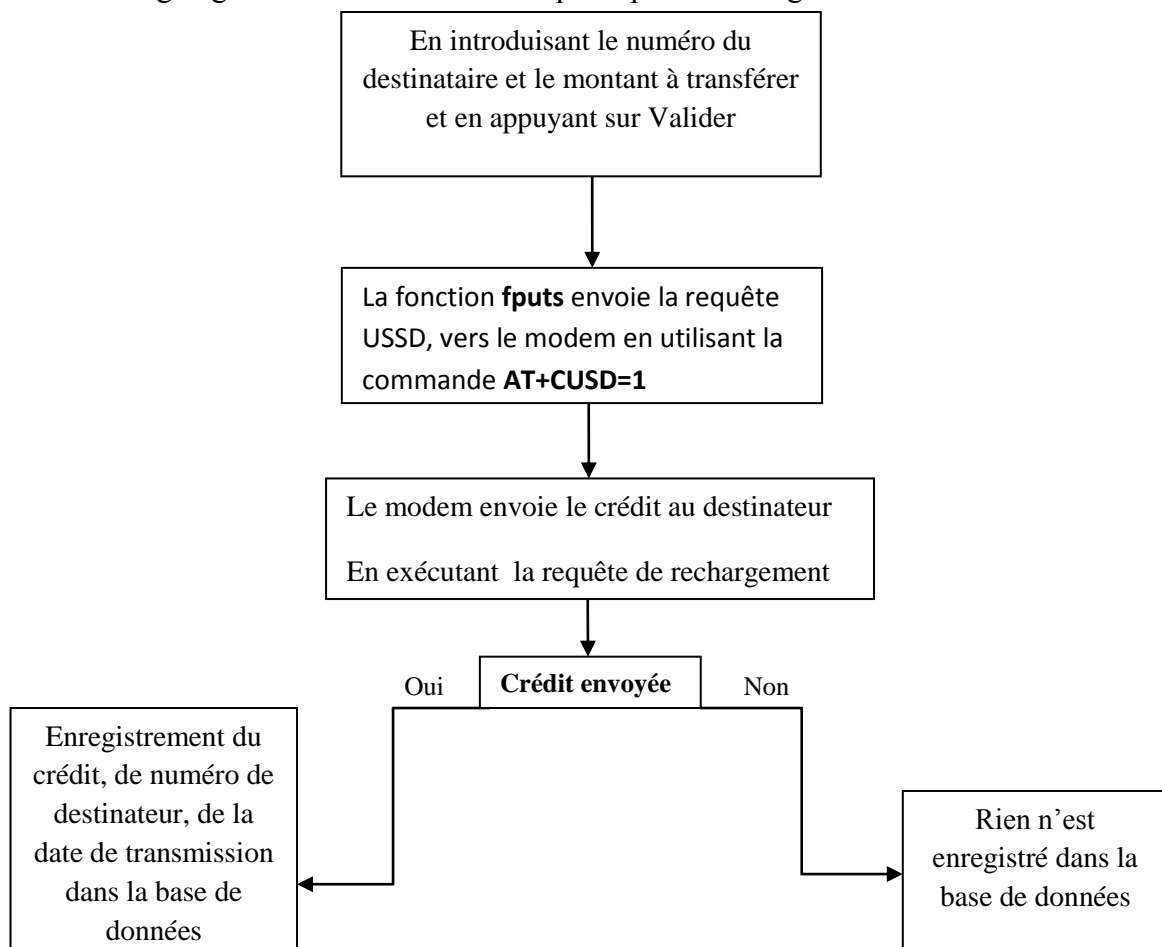 En introduisant le numéro du
destinataire et le montant à transférer
et en appuyant sur Valider
La fonction fputs envoie la requête
USSD, vers le modem en utilisant la
commande AT+CUSD=1
Le modem envoie le crédit au destinateur
En exécutant la requête de rechargement
Oui
Crédit envoyée
Non
Enregistrement du
crédit, de numéro de
destinateur, de la
date de transmission
dans la base de
données
Rien n’est
enregistré dans la
base de données